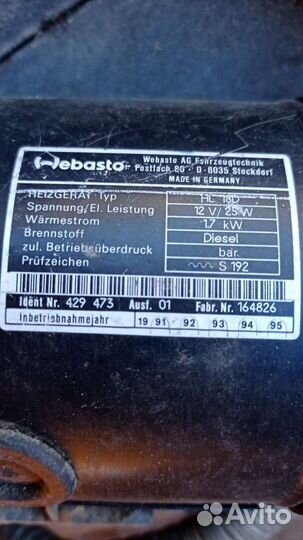 Webasto
Webasto AG Fahrzeugtechnik
Postfach 80 · D-8035 Stockdorf
MADE IN GERMANY
HEIZGERÄT Typ HL 18D
Spannung/El. Leistung 12 V/25 W
Wärmestrom 1.7 kW
Brennstoff Diesel
zul. Betriebsüberdruck bar
Prüfzeichen S 192
Ident Nr. 429 473 Ausf. 01 Fabr. Nr. 164826
Inbetriebnahmejahr 19 91 92 93 94 95
Avito